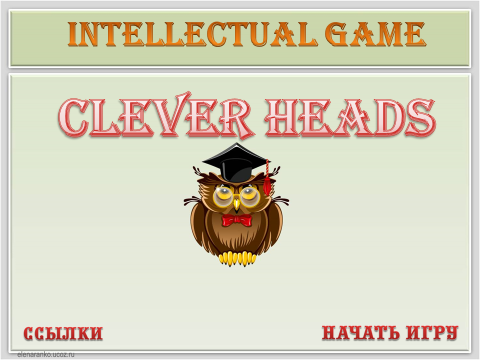 INTELLECTUAL GAME
CLEVER HEADS
ССЫЛКИ
НАЧАТЬ ИГРУ
elenaranko.ucoz.ru